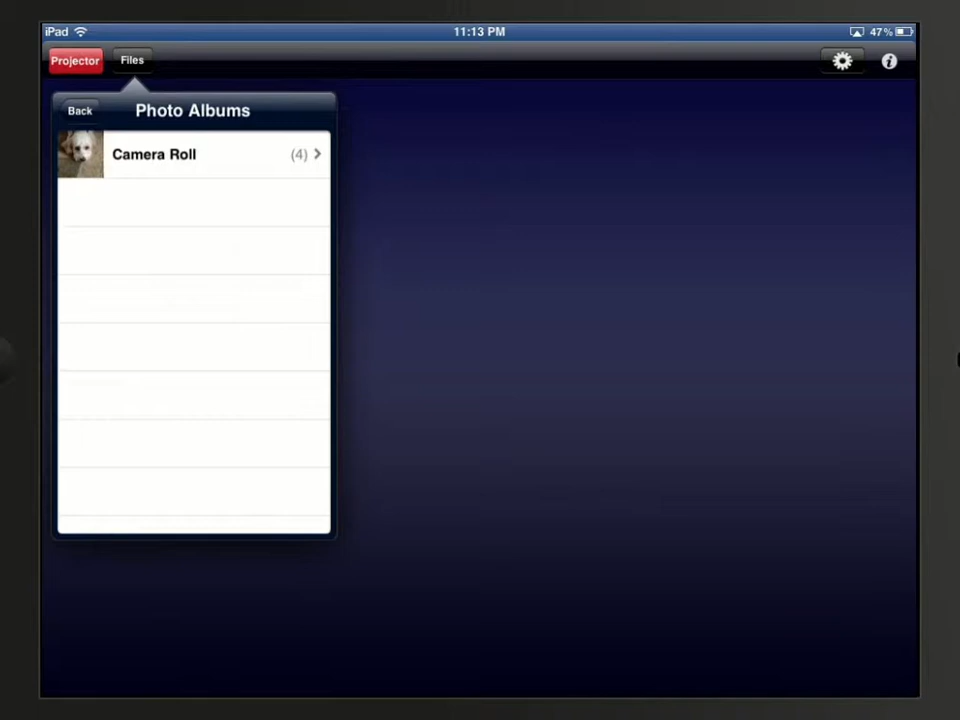 iPad 11:13 PM 47%
Projector Files
Back Photo Albums
Camera Roll (4)